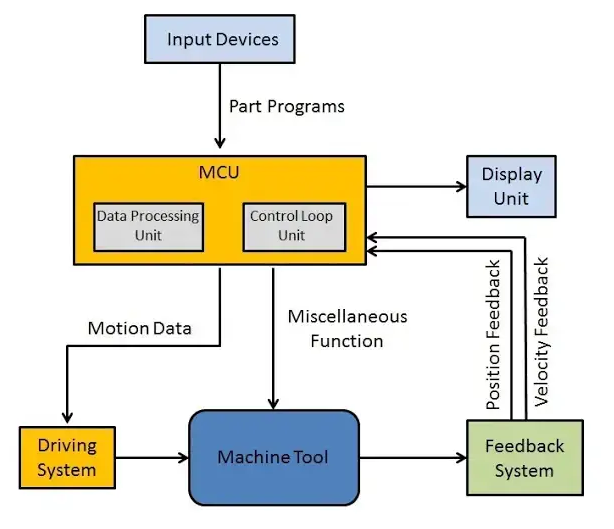 Input Devices
Part Programs
MCU
Data Processing
Unit
Control Loop
Unit
Display
Unit
Motion Data
Miscellaneous
Function
Position Feedback
Velocity Feedback
Driving
System
Machine Tool
Feedback
System